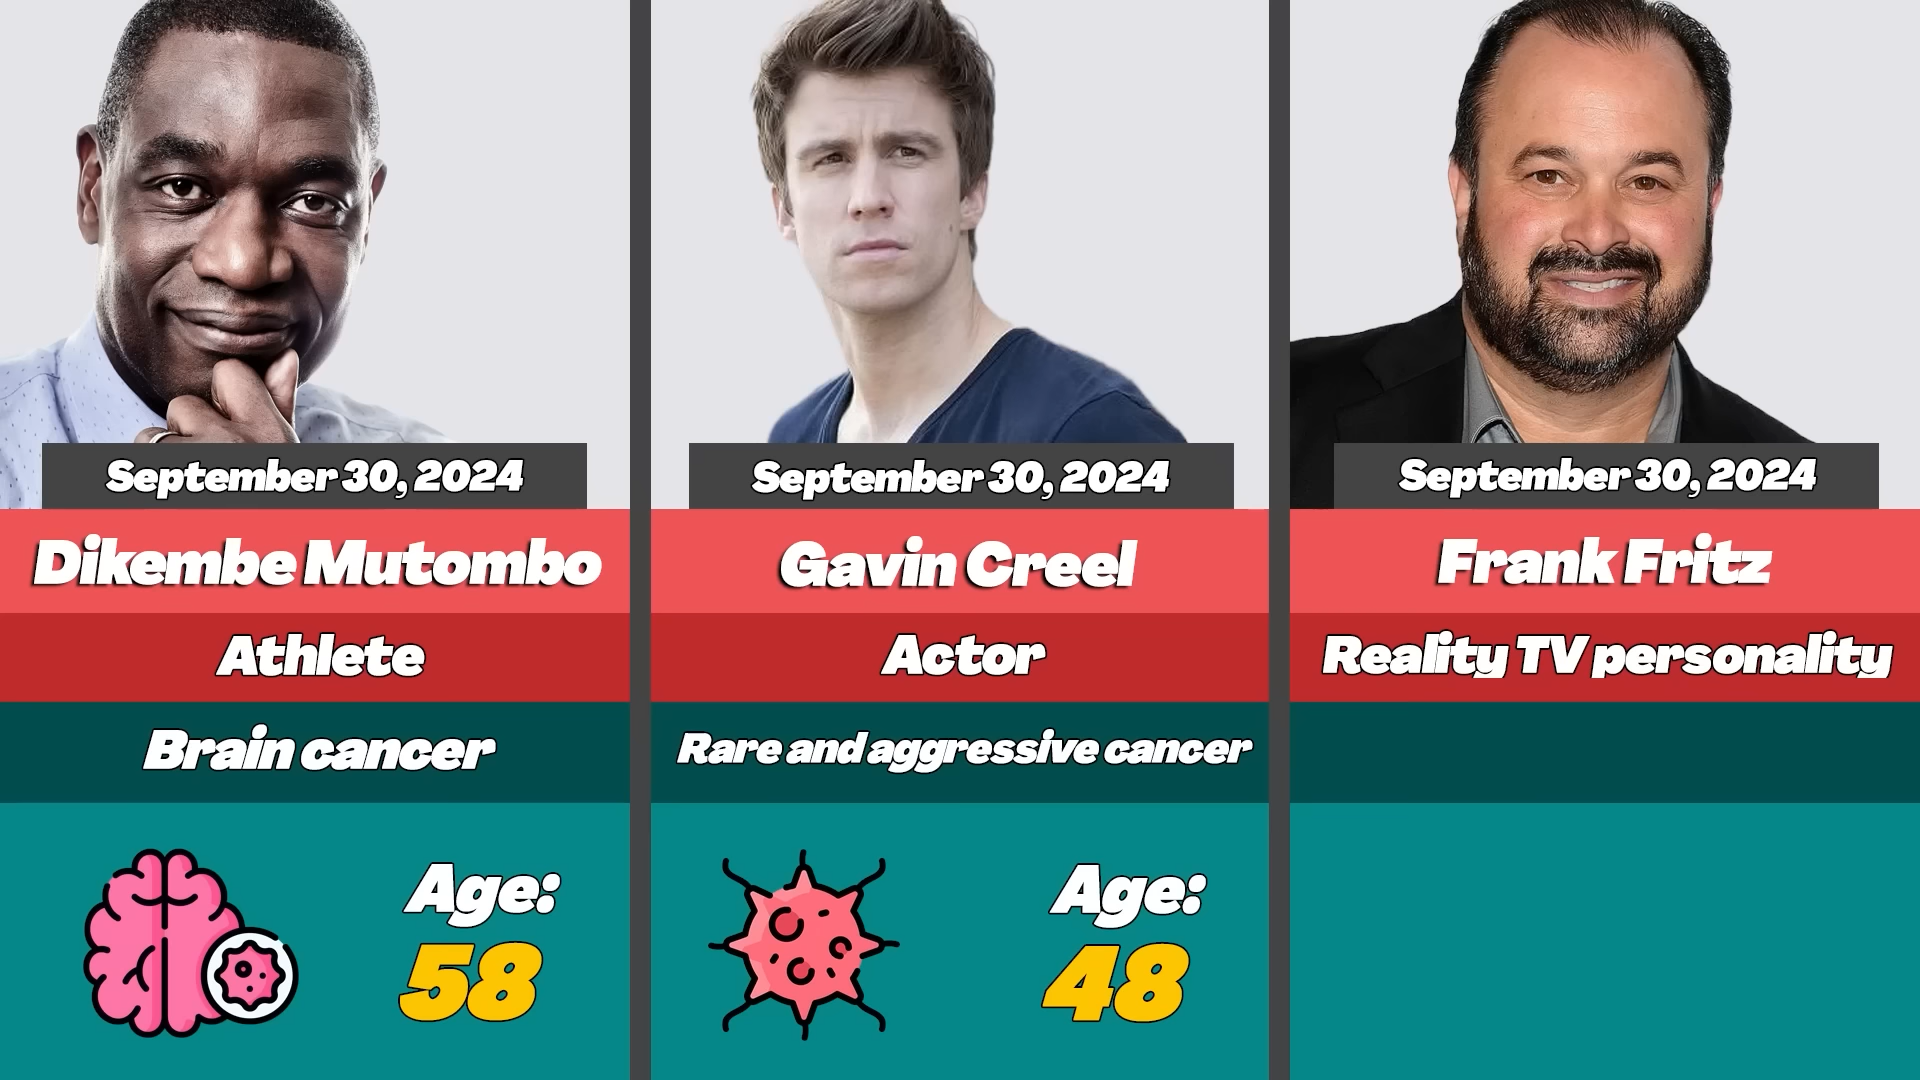 September 30, 2024
Dikembe Mutombo
Athlete
Brain cancer
Age:
58
September 30, 2024
Gavin Creel
Actor
Rare and aggressive cancer
Age:
48
September 30, 2024
Frank Fritz
Reality TV personality